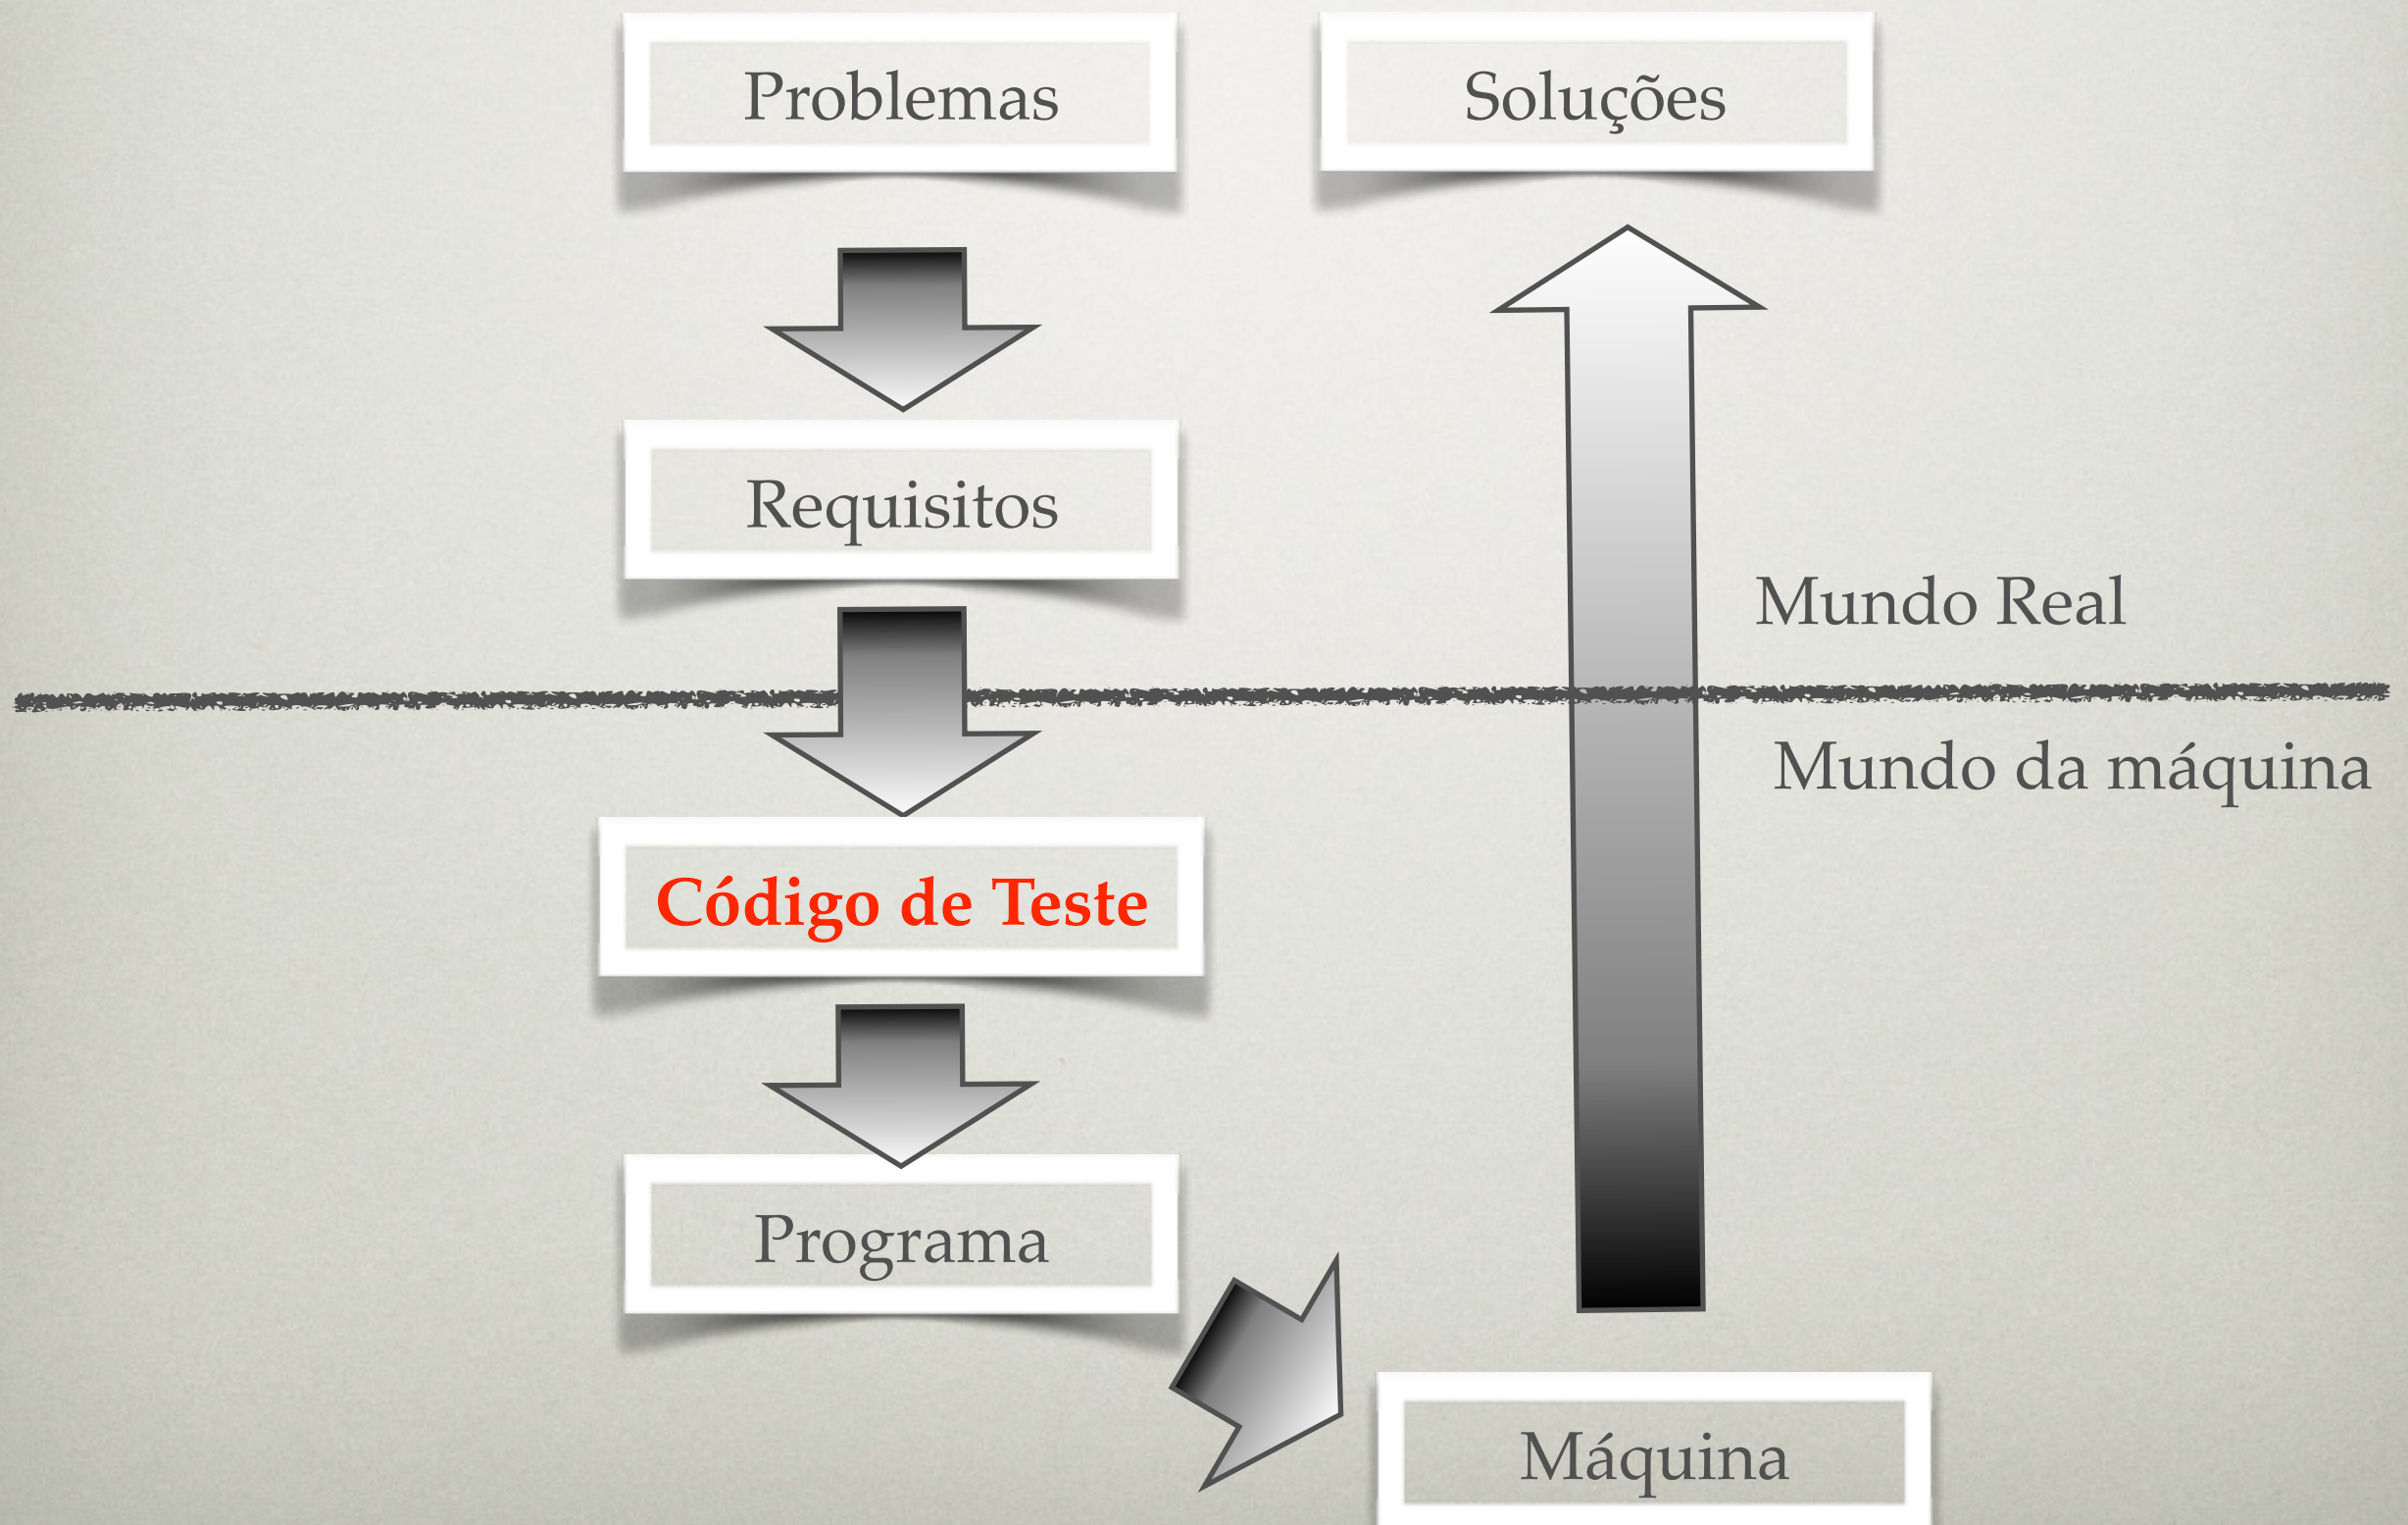 Problemas
Soluções
Requisitos
Mundo Real
Mundo da máquina
Código de Teste
Programa
Máquina